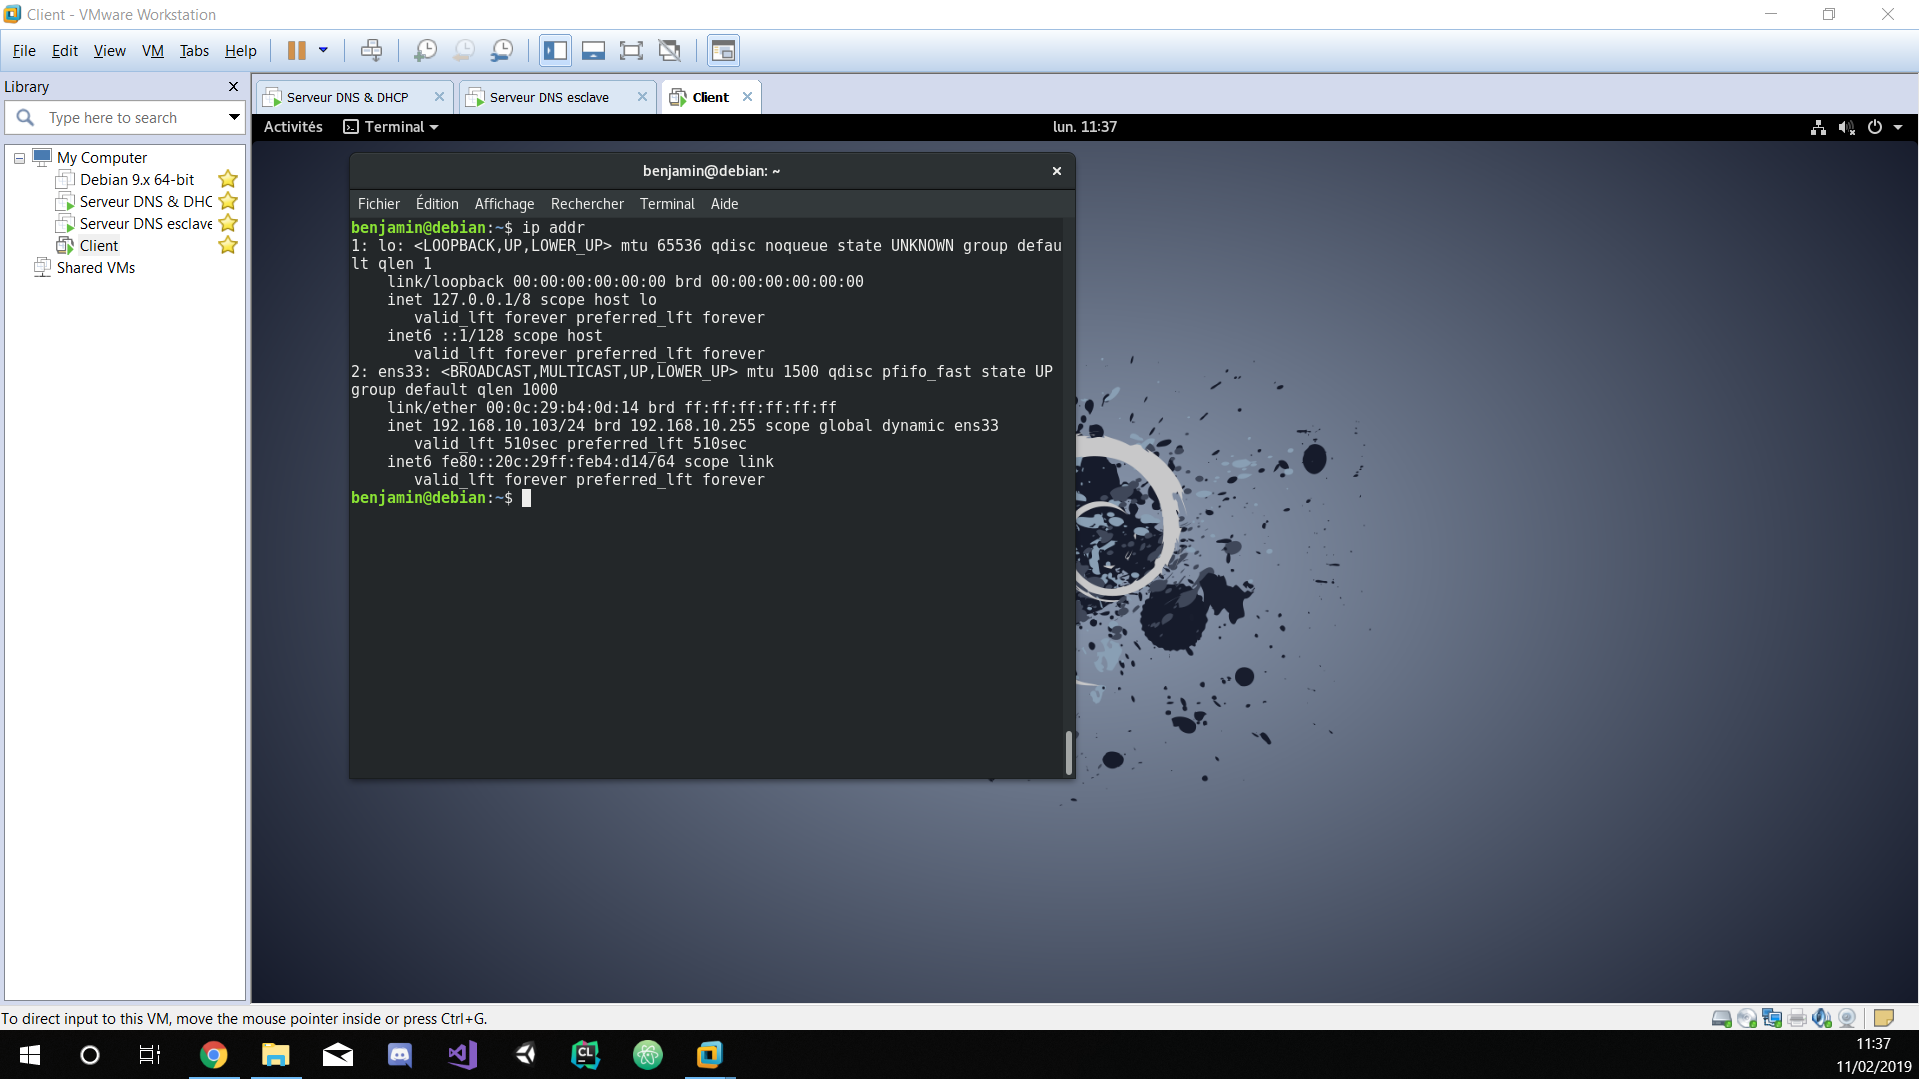 Client - VMware Workstation
File Edit View VM Tabs Help
Library
Type here to search
My Computer
Debian 9.x 64-bit
Serveur DNS & DHC
Serveur DNS esclave
Client
Shared VMs
Serveur DNS & DHCP
Serveur DNS esclave
Client
Activités Terminal lun. 11:37
benjamin@debian: ~
Fichier Édition Affichage Rechercher Terminal Aide
benjamin@debian:~$ ip addr
1: lo: <LOOPBACK,UP,LOWER_UP> mtu 65536 qdisc noqueue state UNKNOWN group defau
lt qlen 1
    link/loopback 00:00:00:00:00:00 brd 00:00:00:00:00:00
    inet 127.0.0.1/8 scope host lo
       valid_lft forever preferred_lft forever
    inet6 ::1/128 scope host
       valid_lft forever preferred_lft forever
2: ens33: <BROADCAST,MULTICAST,UP,LOWER_UP> mtu 1500 qdisc pfifo_fast state UP
group default qlen 1000
    link/ether 00:0c:29:b4:0d:14 brd ff:ff:ff:ff:ff:ff
    inet 192.168.10.103/24 brd 192.168.10.255 scope global dynamic ens33
       valid_lft 510sec preferred_lft 510sec
    inet6 fe80::20c:29ff:feb4:d14/64 scope link
       valid_lft forever preferred_lft forever
benjamin@debian:~$
To direct input to this VM, move the mouse pointer inside or press Ctrl+G.
CL
11:37
11/02/2019